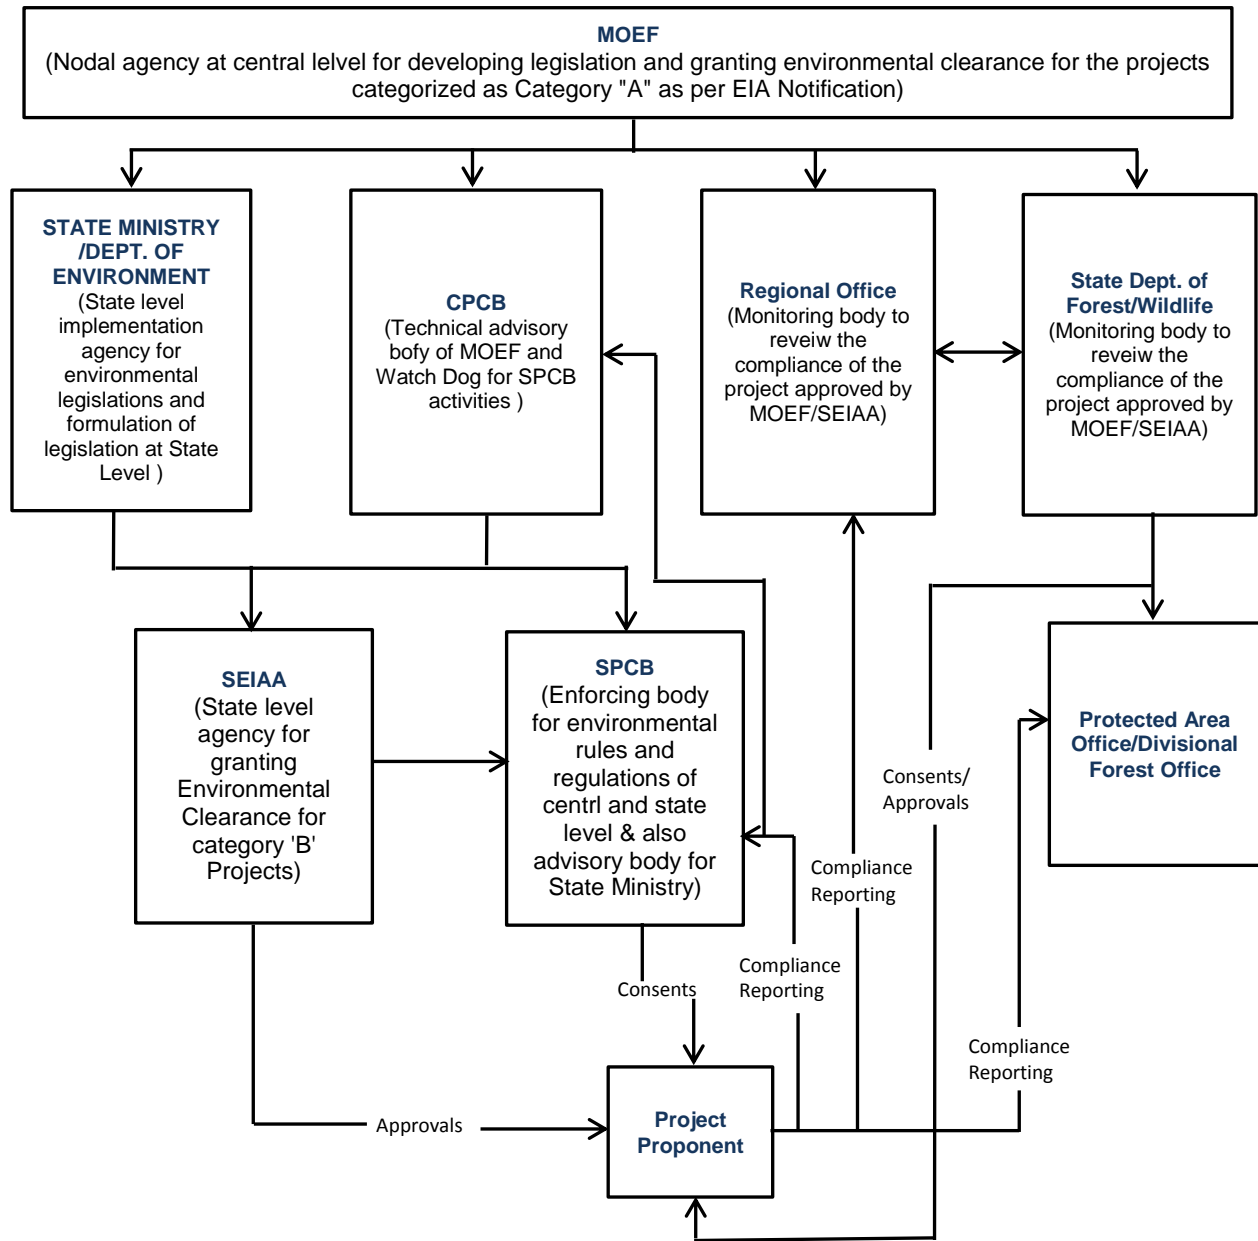 MOEF
(Nodal agency at central lelvel for developing legislation and granting environmental clearance for the projects
categorized as Category "A" as per EIA Notification)
STATE MINISTRY
/DEPT. OF
ENVIRONMENT
(State level
implementation
agency for
environmental
legislations and
formulation of
legislation at State
Level )
CPCB
(Technical advisory
bofy of MOEF and
Watch Dog for SPCB
activities )
Regional Office
(Monitoring body to
reveiw the
compliance of the
project approved by
MOEF/SEIAA)
State Dept. of
Forest/Wildlife
(Monitoring body to
reveiw the
compliance of the
project approved by
MOEF/SEIAA)
SEIAA
(State level
agency for
granting
Environmental
Clearance for
category 'B'
Projects)
SPCB
(Enforcing body
for environmental
rules and
regulations of
centrl and state
level & also
advisory body for
State Ministry)
Protected Area
Office/Divisional
Forest Office
Consents/
Approvals
Compliance
Reporting
Compliance
Reporting
Consents
Compliance
Reporting
Approvals
Project
Proponent